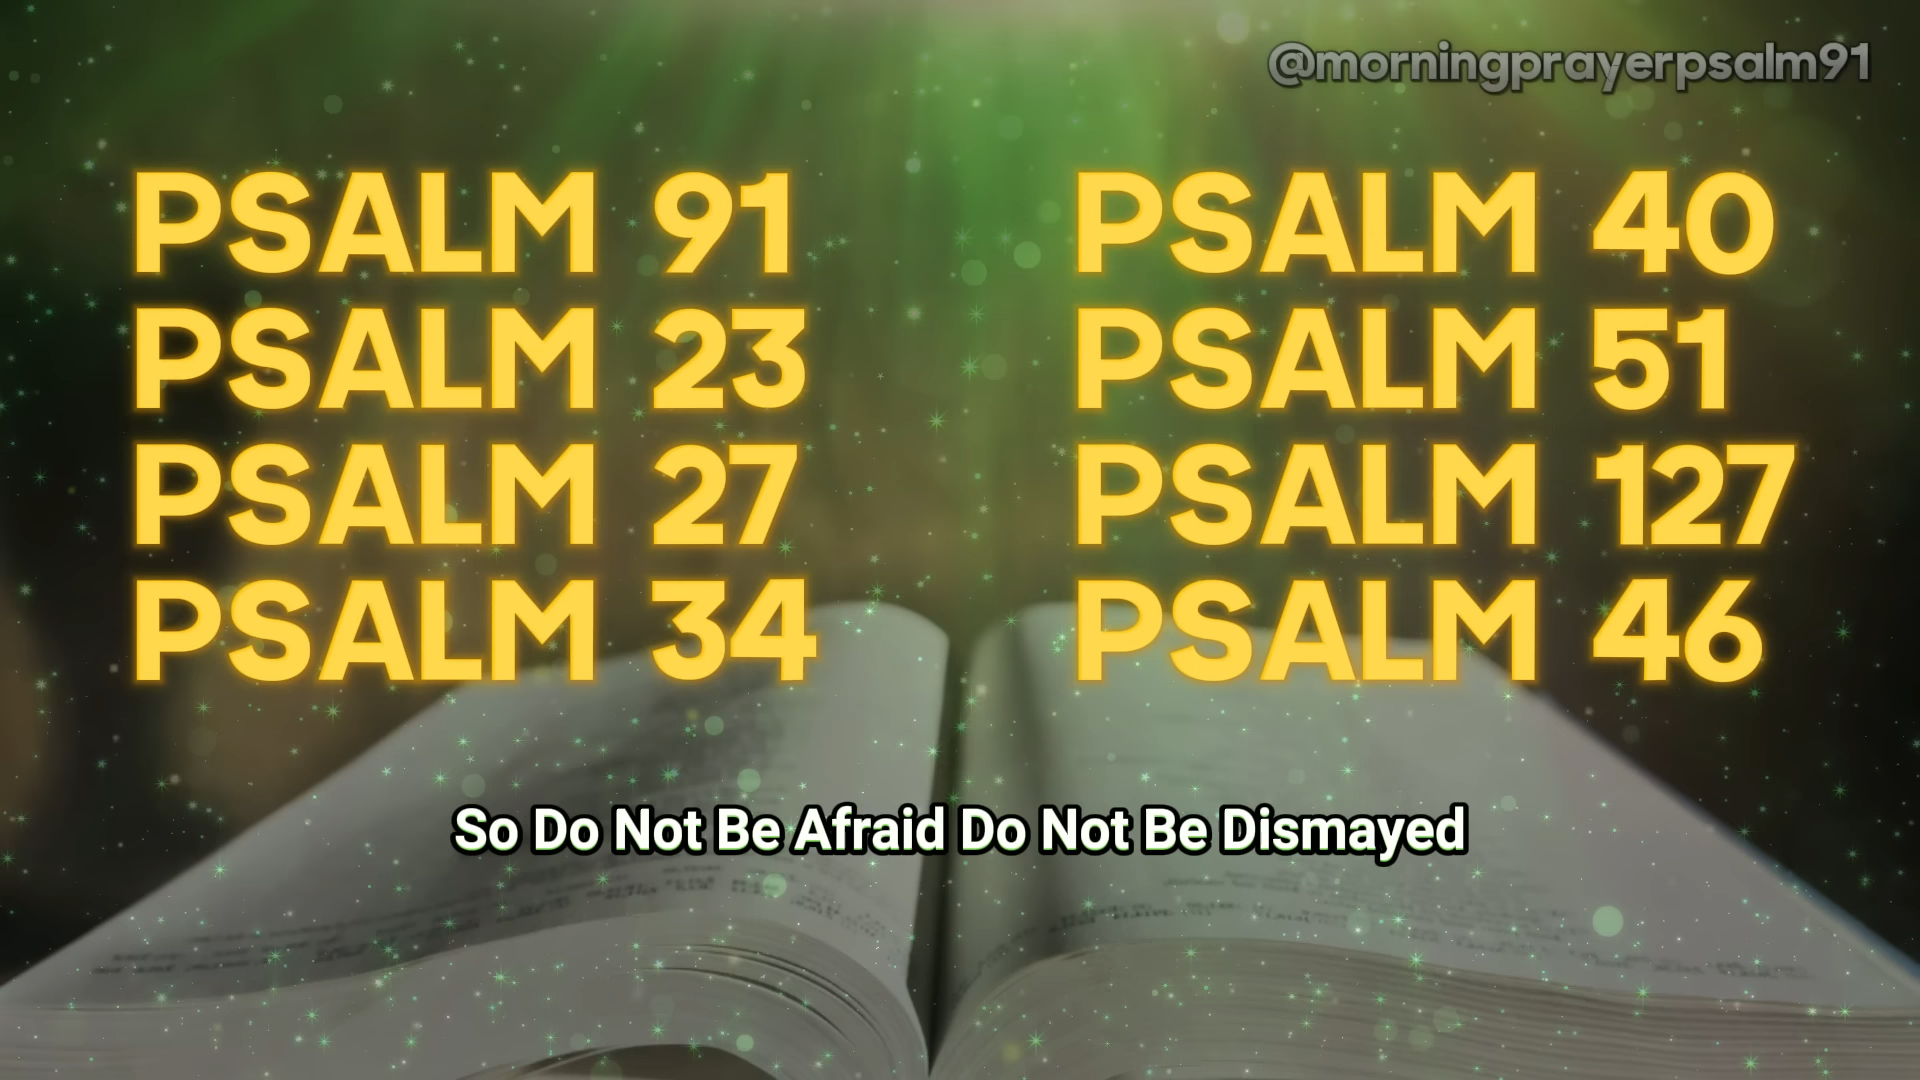 @morningprayerpsalm91
PSALM 91
PSALM 23
PSALM 27
PSALM 34
PSALM 40
PSALM 51
PSALM 127
PSALM 46
So Do Not Be Afraid Do Not Be Dismayed